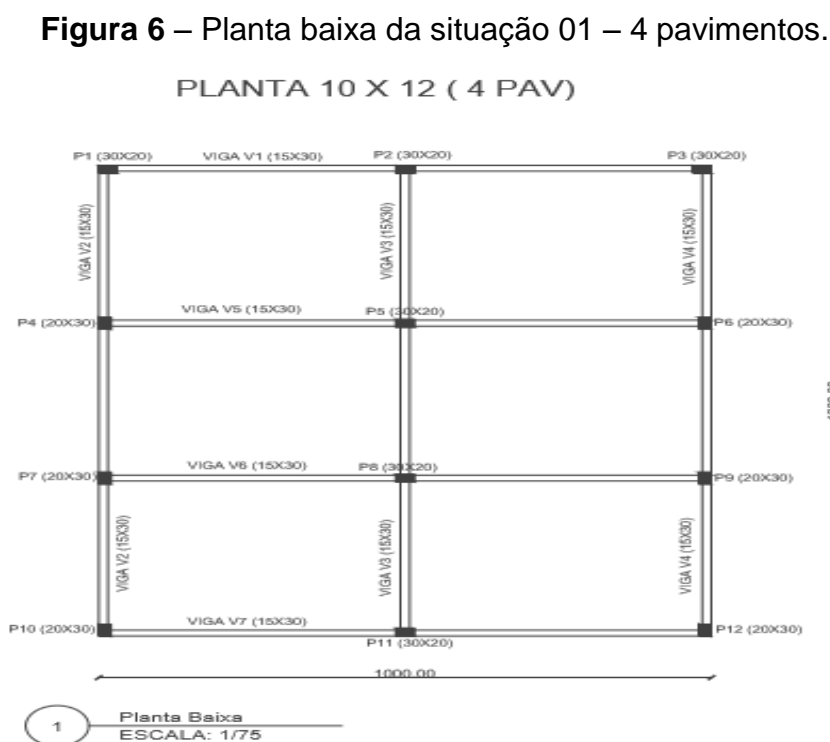 Figura 6 – Planta baixa da situação 01 – 4 pavimentos.
PLANTA 10 X 12 ( 4 PAV)
P1 (30X20)
VIGA V1 (15X30)
P2 (30X20)
P3 (30X20)
VIGA V2 (15X30)
VIGA V3 (15X30)
VIGA V4 (15X30)
P4 (20X30)
VIGA V5 (15X30)
P5 (30X20)
P6 (20X30)
P7 (20X30)
VIGA V6 (15X30)
P8 (30X20)
P9 (20X30)
VIGA V2 (15X30)
VIGA V3 (15X30)
VIGA V4 (15X30)
P10 (20X30)
VIGA V7 (15X30)
P11 (30X20)
P12 (20X30)
1000.00
1
Planta Baixa
ESCALA: 1/75